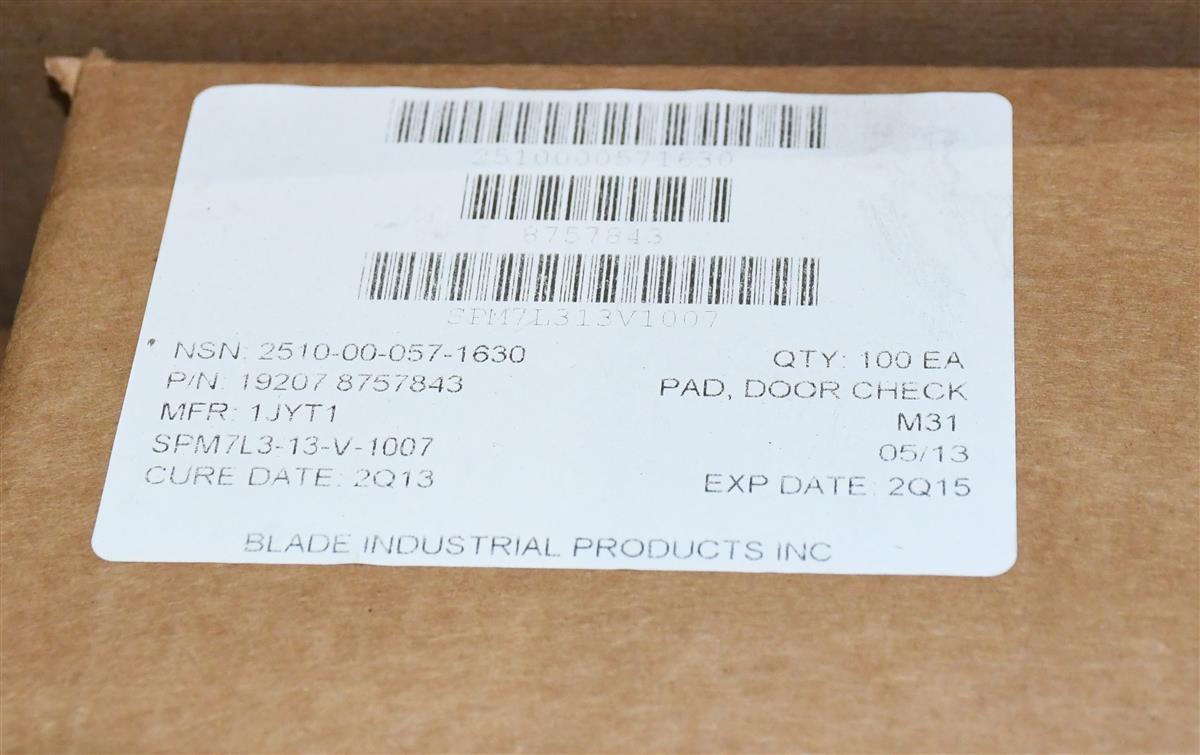 2510000571630
8757843
SPM7L313V1007
NSN: 2510-00-057-1630
QTY: 100 EA
P/N: 19207 8757843
PAD, DOOR CHECK
MFR: 1JYT1
M31
SPM7L3-13-V-1007
05/13
CURE DATE: 2Q13
EXP DATE: 2Q15
BLADE INDUSTRIAL PRODUCTS INC